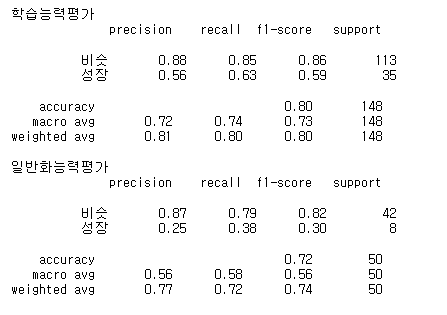 학습능력평가
precision recall f1-score support
비슷 0.88 0.85 0.86 113
성장 0.56 0.63 0.59 35
accuracy 0.80 148
macro avg 0.72 0.74 0.73 148
weighted avg 0.81 0.80 0.80 148
일반화능력평가
precision recall f1-score support
비슷 0.87 0.79 0.82 42
성장 0.25 0.38 0.30 8
accuracy 0.72 50
macro avg 0.56 0.58 0.56 50
weighted avg 0.77 0.72 0.74 50